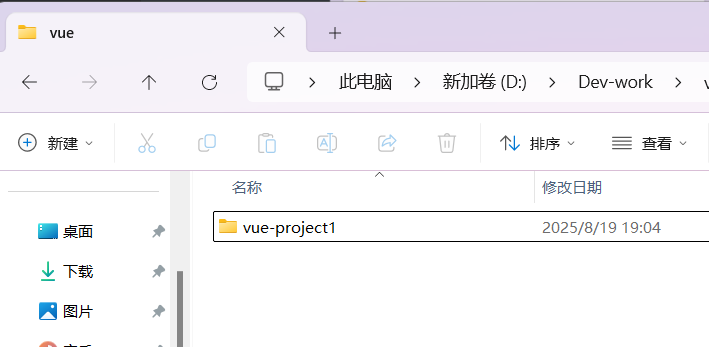 vue
此电脑 > 新加卷 (D:) > Dev-work >
新建 排序 查看
名称 修改日期
桌面
vue-project1 2025/8/19 19:04
下载
图片